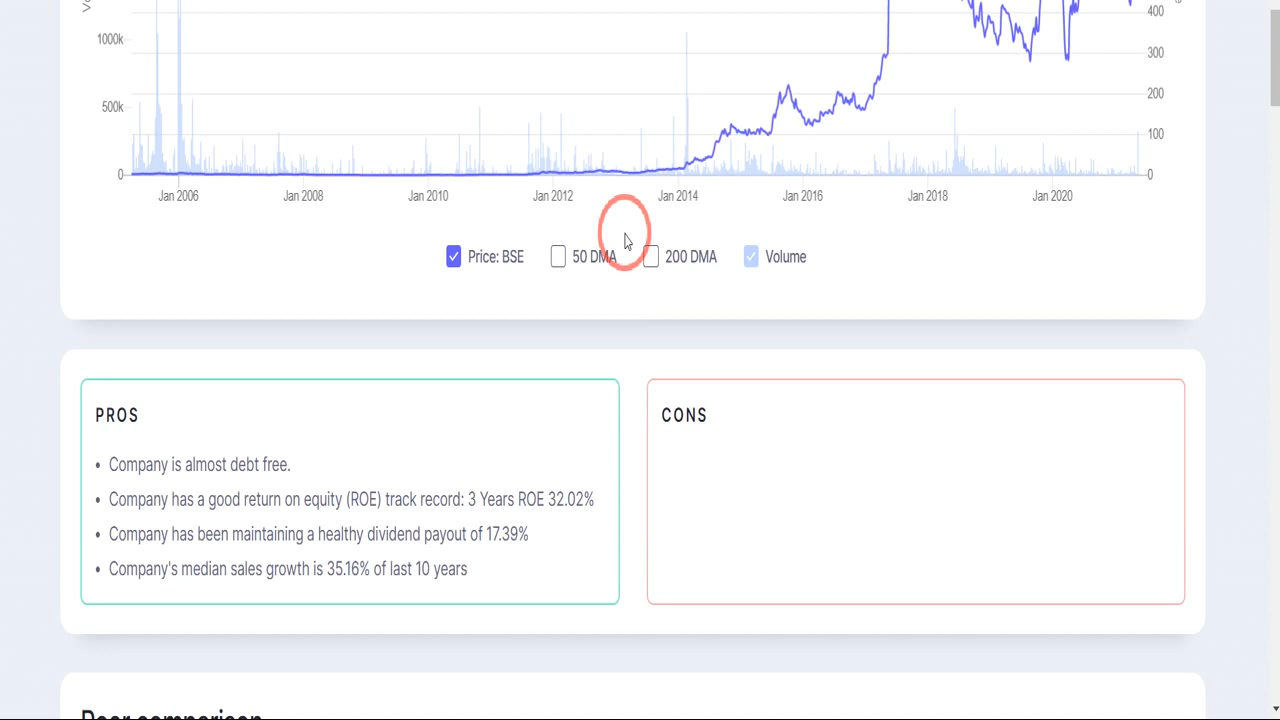 400
1000k
300
200
500k
100
0
0
Jan 2006 Jan 2008 Jan 2010 Jan 2012 Jan 2014 Jan 2016 Jan 2018 Jan 2020
Price: BSE 50 DMA 200 DMA Volume
PROS
• Company is almost debt free.
• Company has a good return on equity (ROE) track record: 3 Years ROE 32.02%
• Company has been maintaining a healthy dividend payout of 17.39%
• Company's median sales growth is 35.16% of last 10 years
CONS
Peer comparison